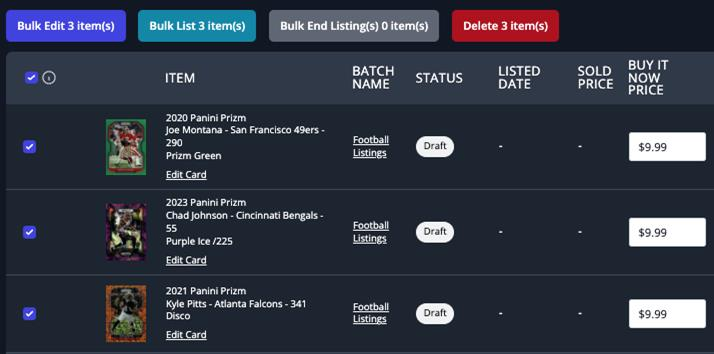 Bulk Edit 3 item(s)
Bulk List 3 item(s)
Bulk End Listing(s) 0 item(s)
Delete 3 item(s)
ITEM
BATCH
NAME
STATUS
LISTED
DATE
SOLD
PRICE
BUY IT
NOW
PRICE
2020 Panini Prizm
Joe Montana - San Francisco 49ers -
290
Prizm Green
Edit Card
Football
Listings
Draft
-
-
$9.99
2023 Panini Prizm
Chad Johnson - Cincinnati Bengals -
55
Purple Ice /225
Edit Card
Football
Listings
Draft
-
-
$9.99
2021 Panini Prizm
Kyle Pitts - Atlanta Falcons - 341
Disco
Edit Card
Football
Listings
Draft
-
-
$9.99